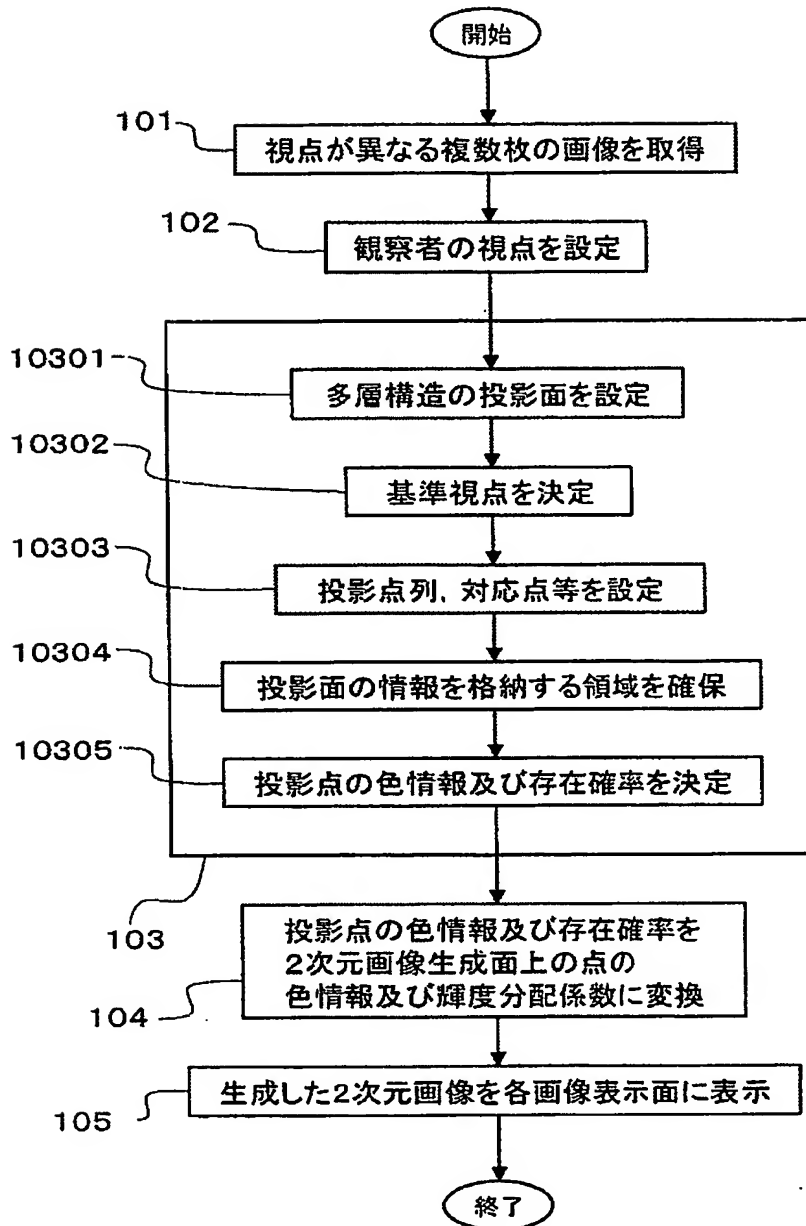 開始
101
視点が異なる複数枚の画像を取得
102
観察者の視点を設定
10301
多層構造の投影面を設定
10302
基準視点を決定
10303
投影点列、対応点等を設定
10304
投影面の情報を格納する領域を確保
10305
投影点の色情報及び存在確率を決定
103
投影点の色情報及び存在確率を
2次元画像生成面上の点の
色情報及び輝度分配係数に変換
104
生成した2次元画像を各画像表示面に表示
105
終了